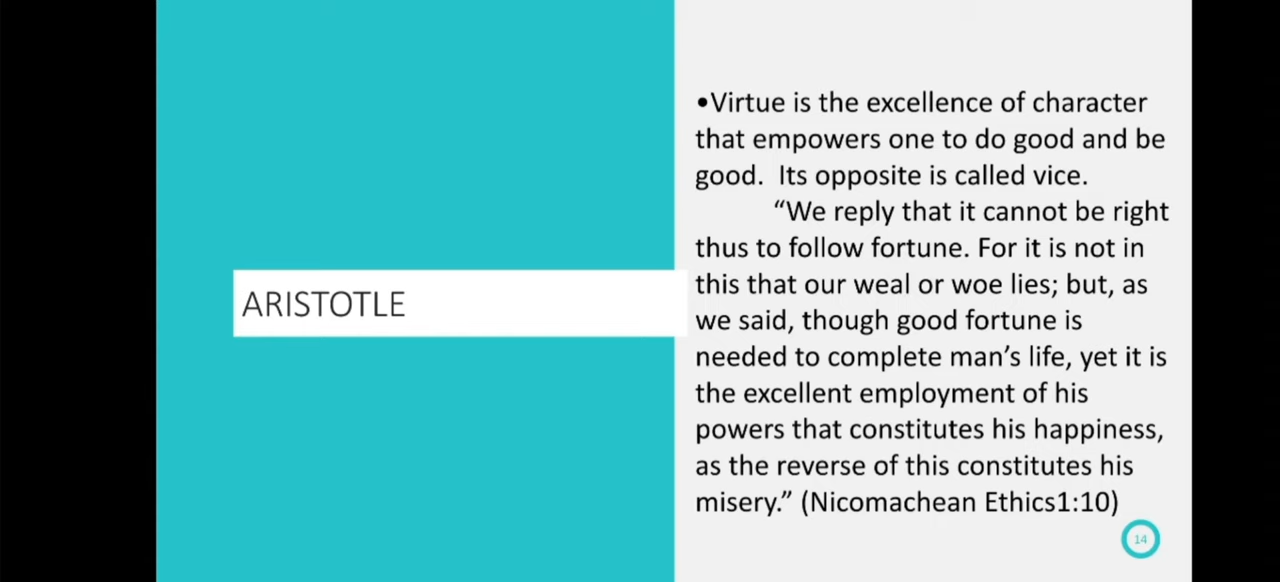 ARISTOTLE
•Virtue is the excellence of character
that empowers one to do good and be
good.  Its opposite is called vice.
“We reply that it cannot be right
thus to follow fortune. For it is not in
this that our weal or woe lies; but, as
we said, though good fortune is
needed to complete man’s life, yet it is
the excellent employment of his
powers that constitutes his happiness,
as the reverse of this constitutes his
misery.” (Nicomachean Ethics1:10)
14